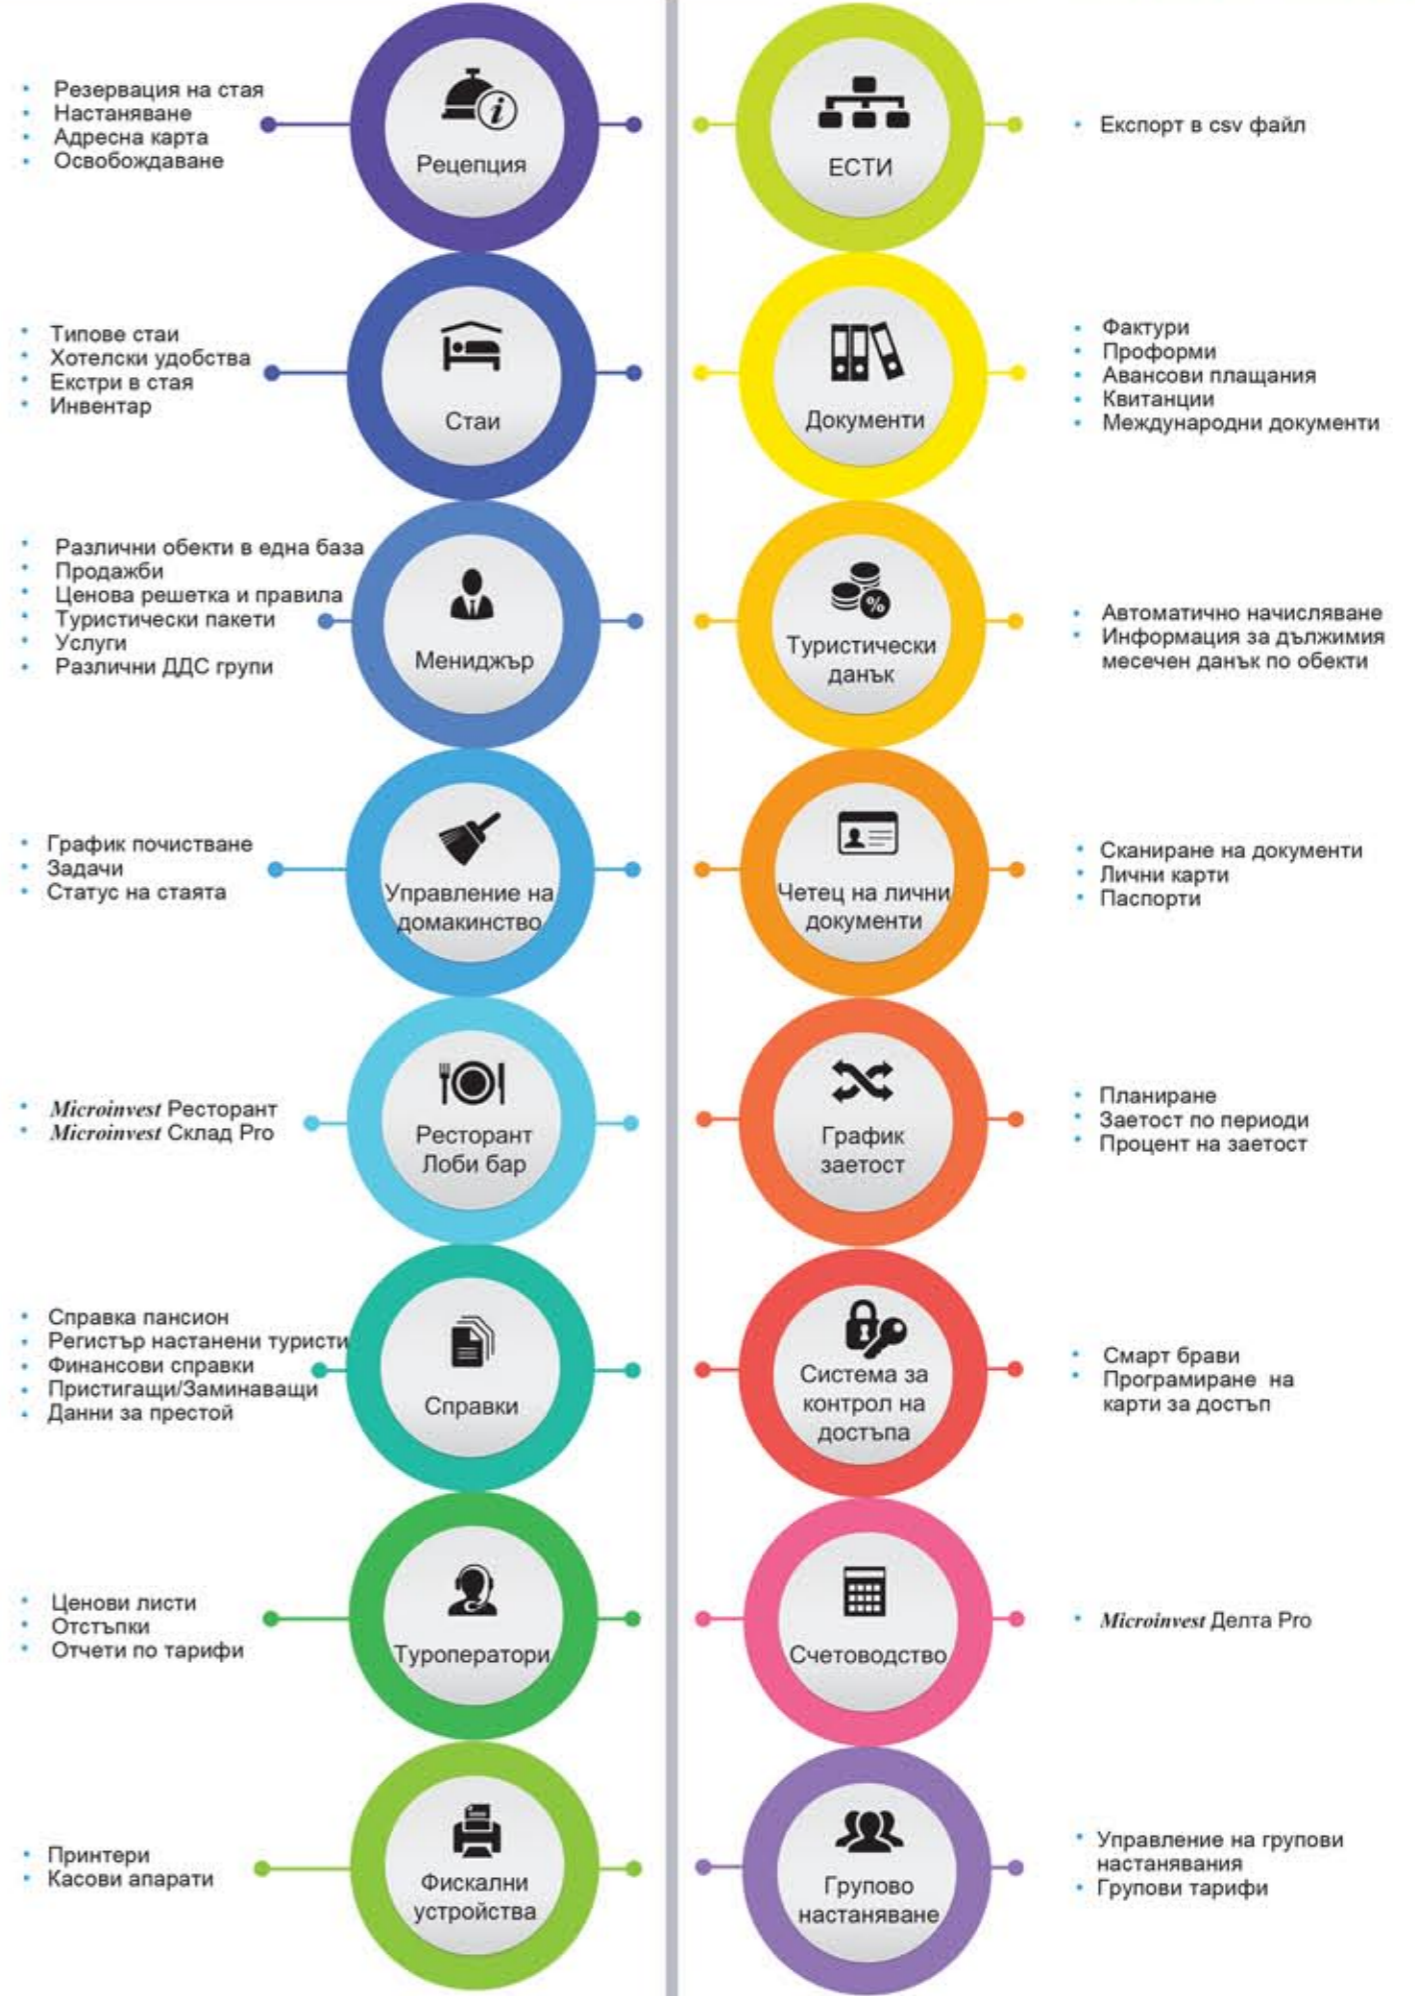 Резервация на стая
Настаняване
Адресна карта
Освобождаване
Рецепция
Типове стаи
Хотелски удобства
Екстри в стая
Инвентар
Стаи
Различни обекти в една база
Продажби
Ценова решетка и правила
Туристически пакети
Услуги
Различни ДДС групи
Мениджър
График почистване
Задачи
Статус на стаята
Управление на
домакинство
Microinvest Ресторант
Microinvest Склад Pro
Ресторант
Лоби бар
Справка пансион
Регистър настанени туристи
Финансови справки
Пристигащи/Заминаващи
Данни за престой
Справки
Ценови листи
Отстъпки
Отчети по тарифи
Туроператори
Принтери
Касови апарати
Фискални
устройства
ЕСТИ
Експорт в csv файл
Документи
Фактури
Проформи
Авансови плащания
Квитанции
Международни документи
%
Туристически
данък
Автоматично начисляване
Информация за дължимия
месечен данък по обекти
Четец на лични
документи
Сканиране на документи
Лични карти
Паспорти
График
заетост
Планиране
Заетост по периоди
Процент на заетост
Система за
контрол на
достъпа
Смарт брави
Програмиране на
карти за достъп
Счетоводство
Microinvest Делта Pro
Групово
настаняване
Управление на групови
настанявания
Групови тарифи